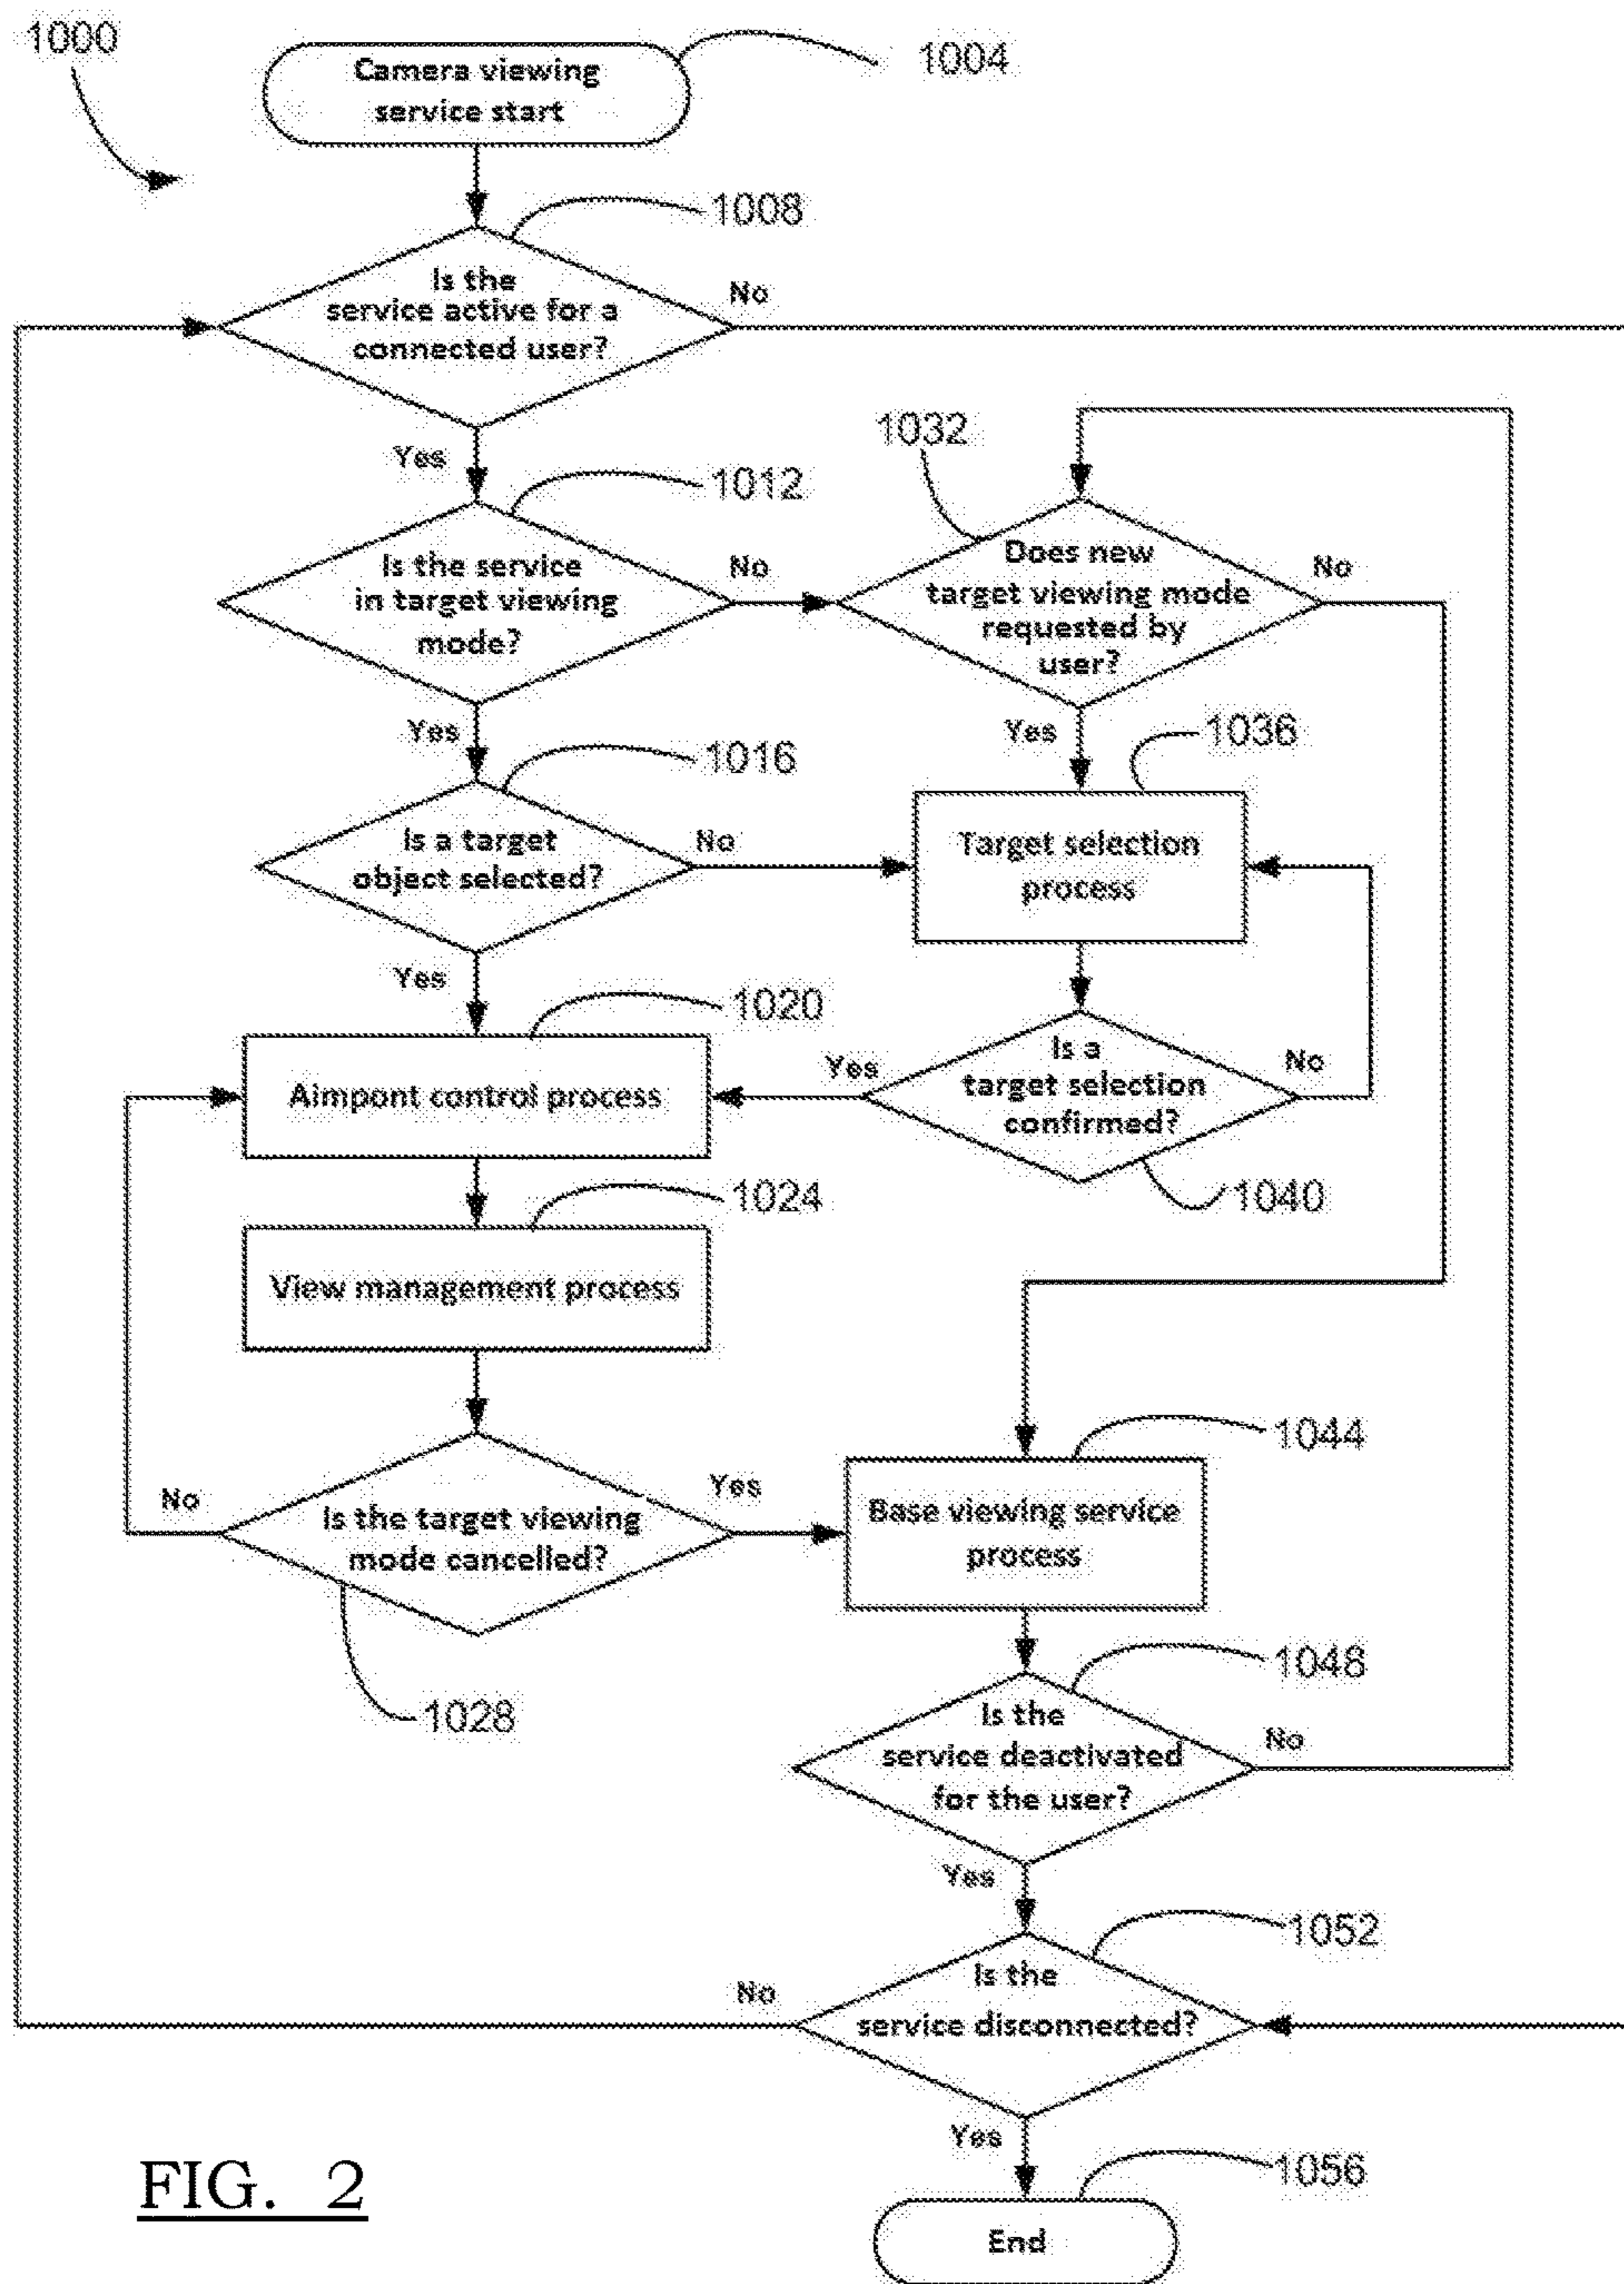 1000
Camera viewing
service start
1004
1008
Is the
service active for a
connected user?
No
Yes
1012
Is the service
in target viewing
mode?
No
1032
Does new
target viewing mode
requested by
user?
No
Yes
Yes
1016
Is a target
object selected?
No
1036
Target selection
process
Yes
1020
Aimpont control process
Yes
Is a
target selection
confirmed?
No
1040
1024
View management process
No
Is the target viewing
mode cancelled?
Yes
1028
1044
Base viewing service
process
1048
Is the
service deactivated
for the user?
No
Yes
1052
Is the
service disconnected?
No
Yes
1056
End
FIG. 2